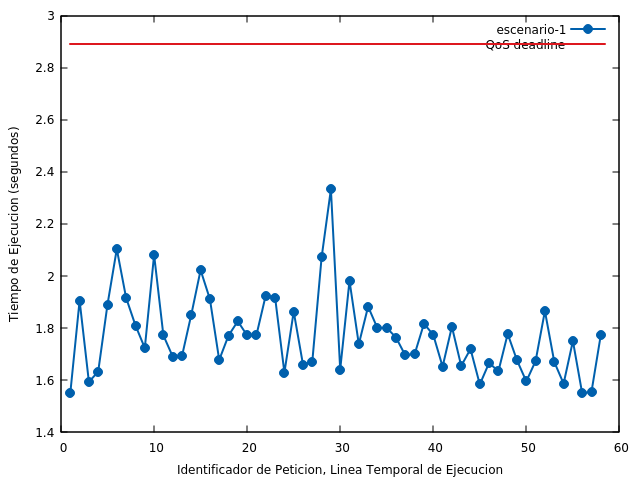 3
2.8
2.6
2.4
2.2
2
1.8
1.6
1.4
0 10 20 30 40 50 60
escenario-1
QoS deadline
Tiempo de Ejecucion (segundos)
Identificador de Peticion, Linea Temporal de Ejecucion